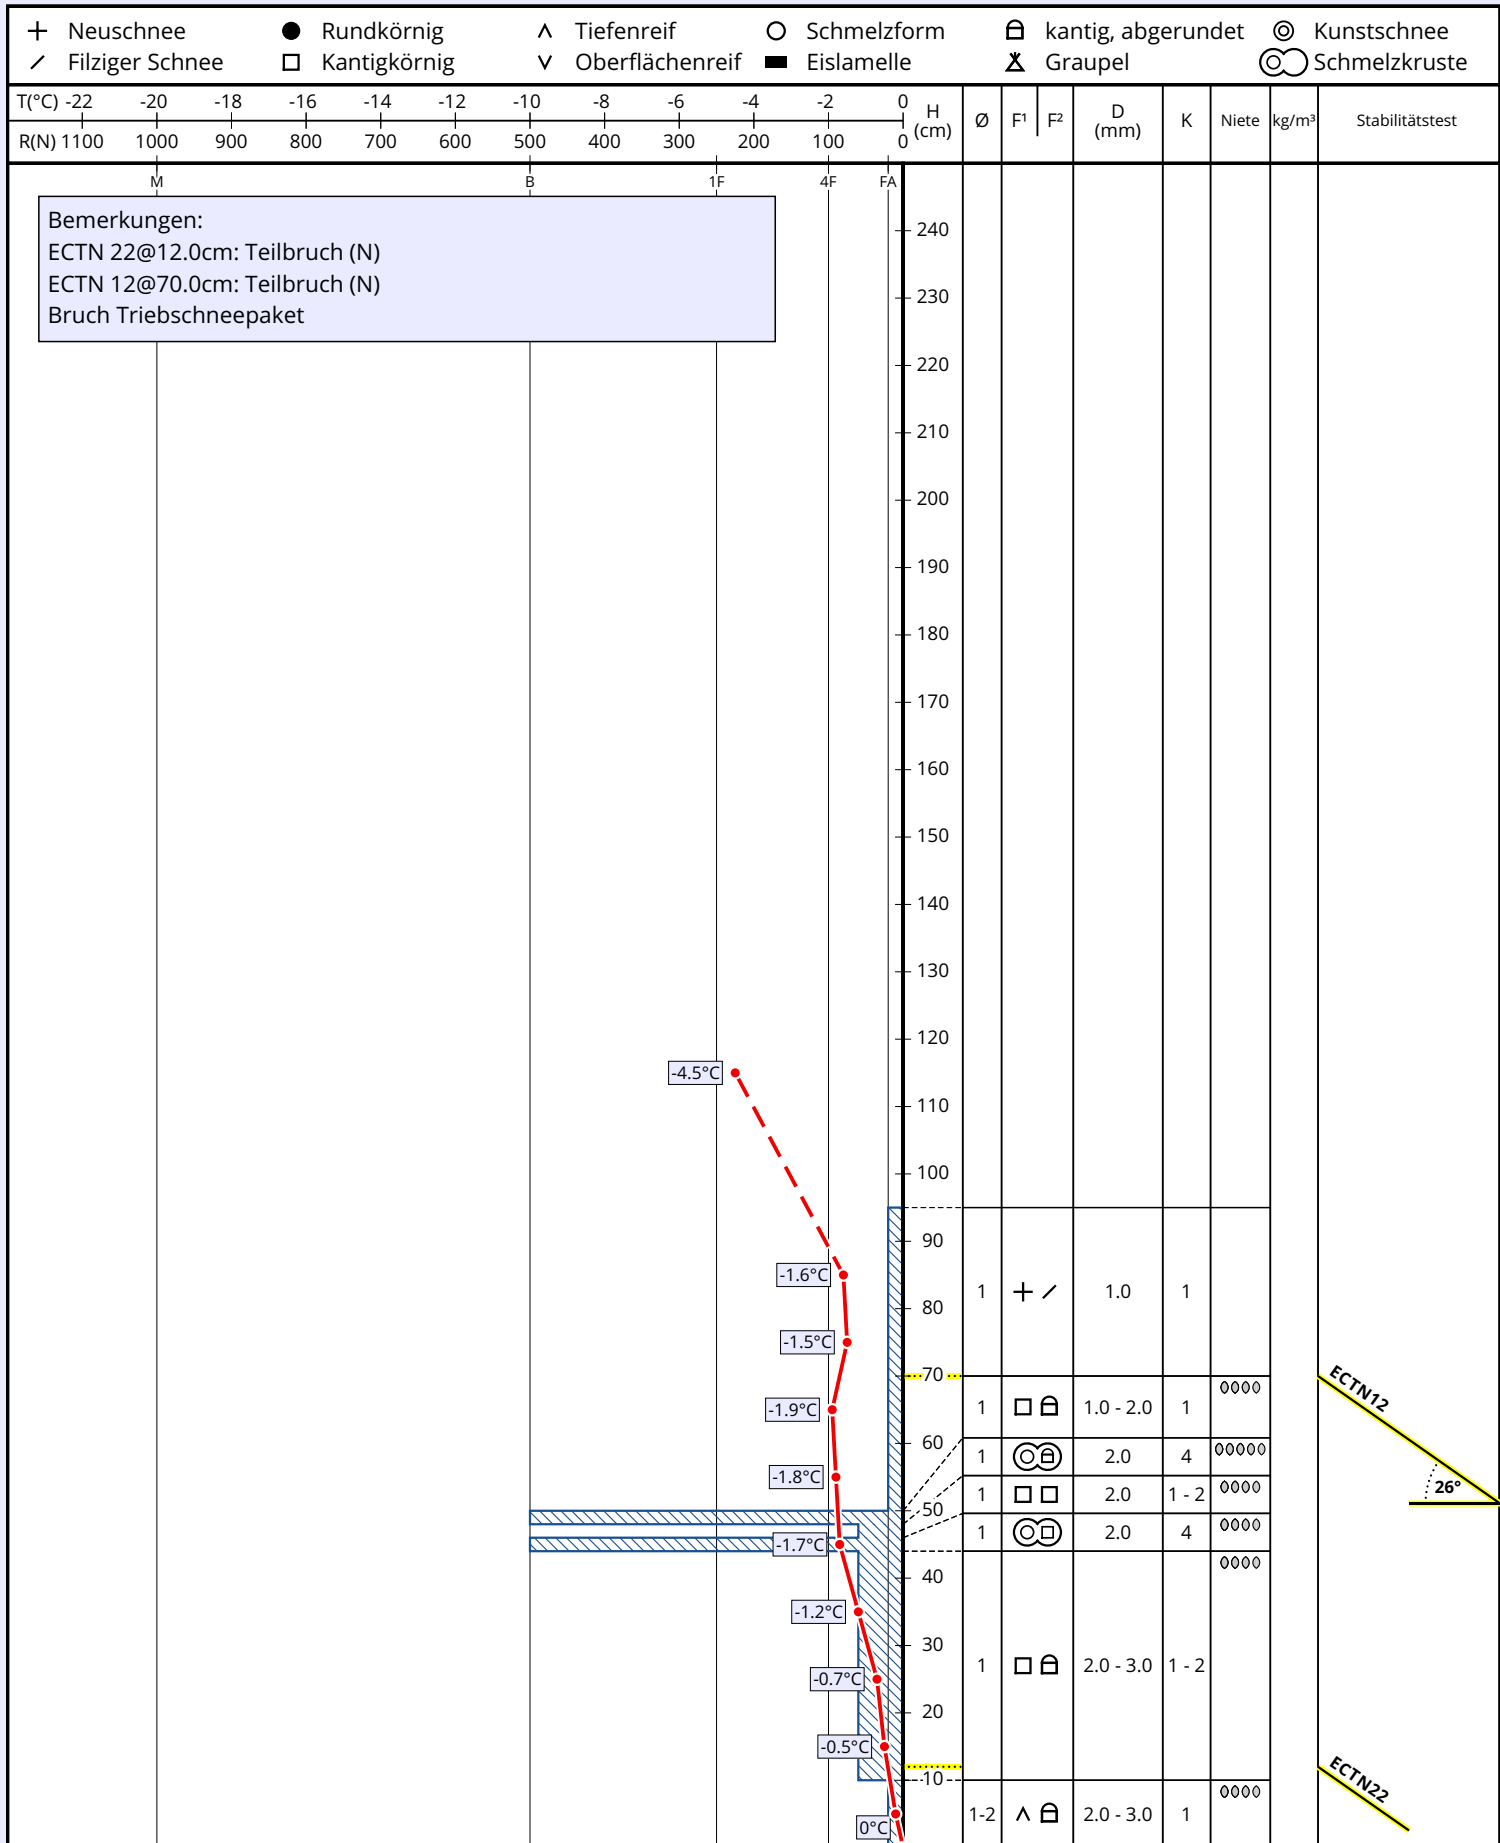 Neuschnee Rundkörnig Tiefenreif Schmelzform kantig, abgerundet Kunstschnee
Filziger Schnee Kantigkörnig Oberflächenreif Eislamelle Graupel Schmelzkruste
T(°C) -22 -20 -18 -16 -14 -12 -10 -8 -6 -4 -2 0
R(N) 1100 1000 900 800 700 600 500 400 300 200 100 0
H (cm) Ø F¹ F² D (mm) K Niete kg/m³ Stabilitätstest
M B 1F 4F FA
Bemerkungen:
ECTN 22@12.0cm: Teilbruch (N)
ECTN 12@70.0cm: Teilbruch (N)
Bruch Triebschneepaket
240
230
220
210
200
190
180
170
160
150
140
130
120
-4.5°C
110
100
90
-1.6°C 1 1.0 1
80
-1.5°C
70 ECTN12
-1.9°C 1 1.0 - 2.0 1
60
1 2.0 4
-1.8°C
1 2.0 1 - 2 26°
50
1 2.0 4
-1.7°C
40
-1.2°C
30
1 2.0 - 3.0 1 - 2
-0.7°C
20
-0.5°C
10 ECTN22
1-2 2.0 - 3.0 1
0°C